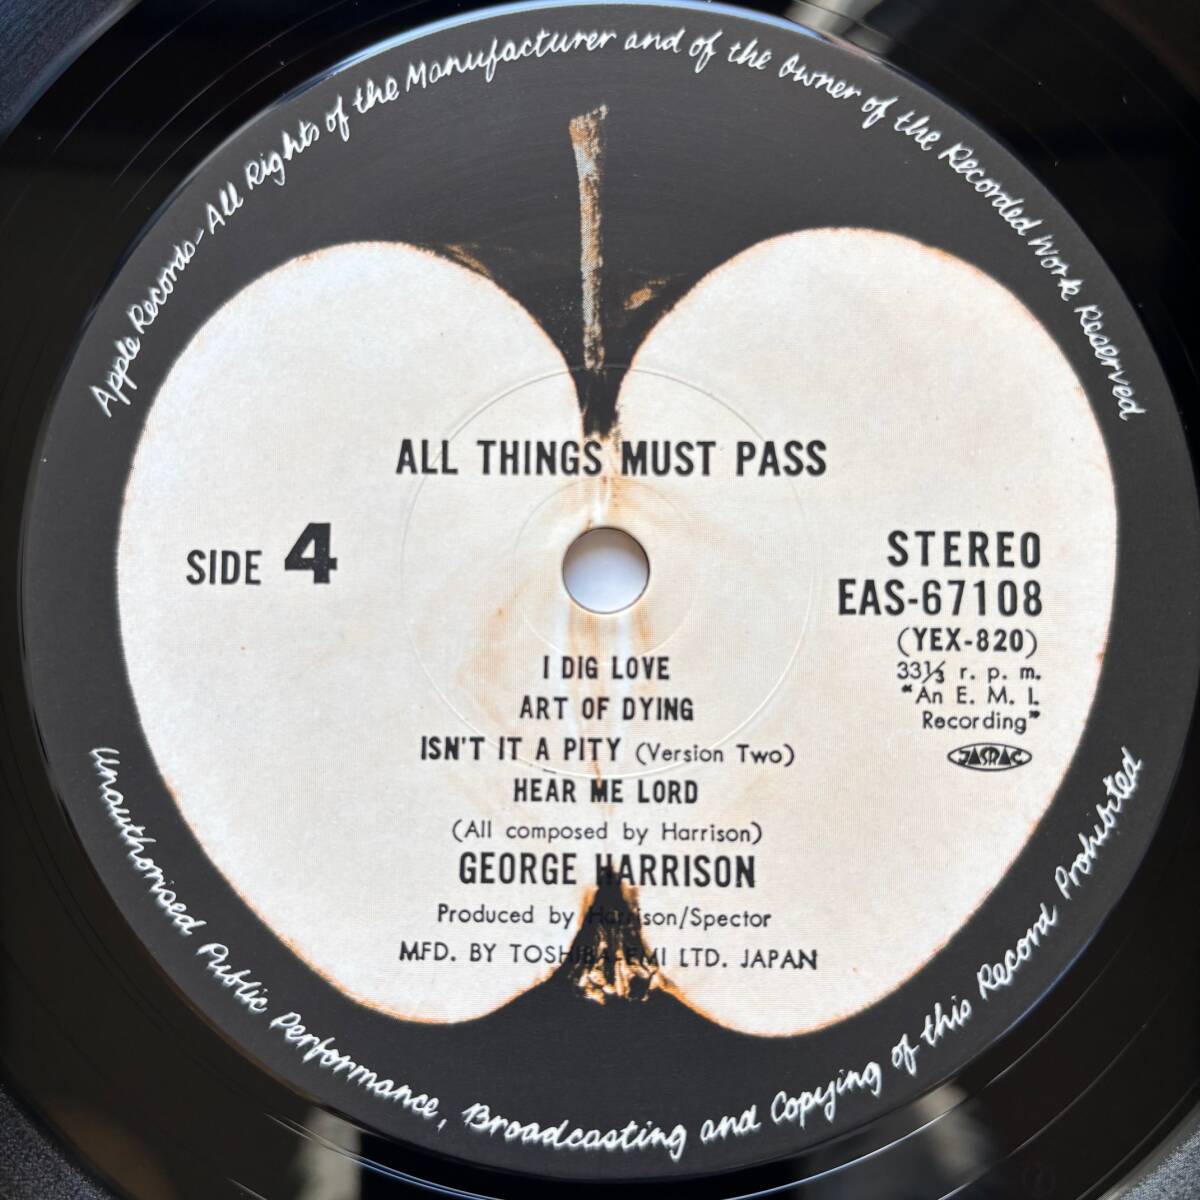 Apple Records-All Rights of the Manufacturer and of the Owner of the Recorded Work Reserved
ALL THINGS MUST PASS
SIDE 4
STEREO
EAS-67108
(YEX-820)
33⅓ r. p. m.
"An E. M. I.
Recording"
JASRAC
I DIG LOVE
ART OF DYING
ISN'T IT A PITY (Version Two)
HEAR ME LORD
(All composed by Harrison)
GEORGE HARRISON
Produced by Harrison/Spector
MFD. BY TOSHIBA-EMI LTD. JAPAN
Unauthorised Public Performance, Broadcasting and Copying of this Record Prohibited